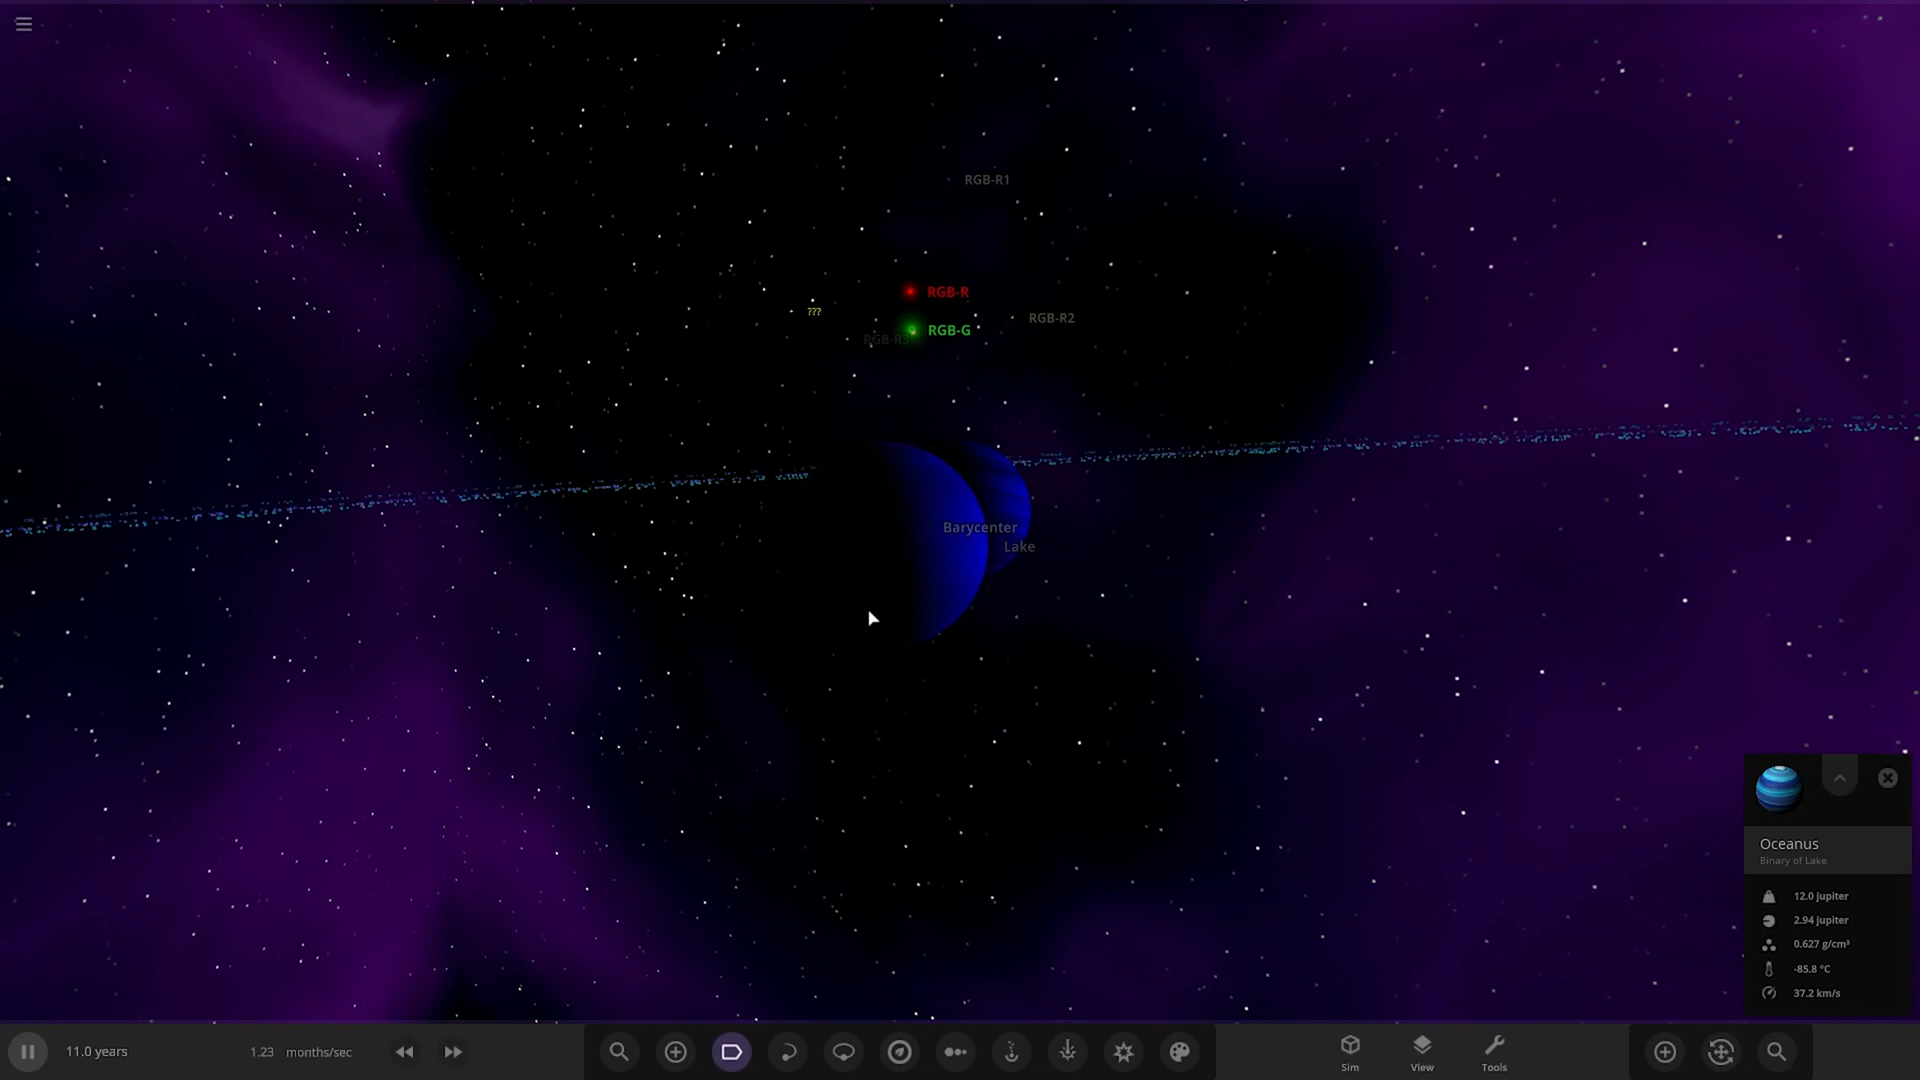 RGB-R1
RGB-R
???
RGB-R2
RGB-G
RGB-R3
Barycenter
Lake
Oceanus
Binary of Lake
12.0 jupiter
2.94 jupiter
0.627 g/cm³
-85.8 °C
37.2 km/s
11.0 years
1.23 months/sec
Sim
View
Tools